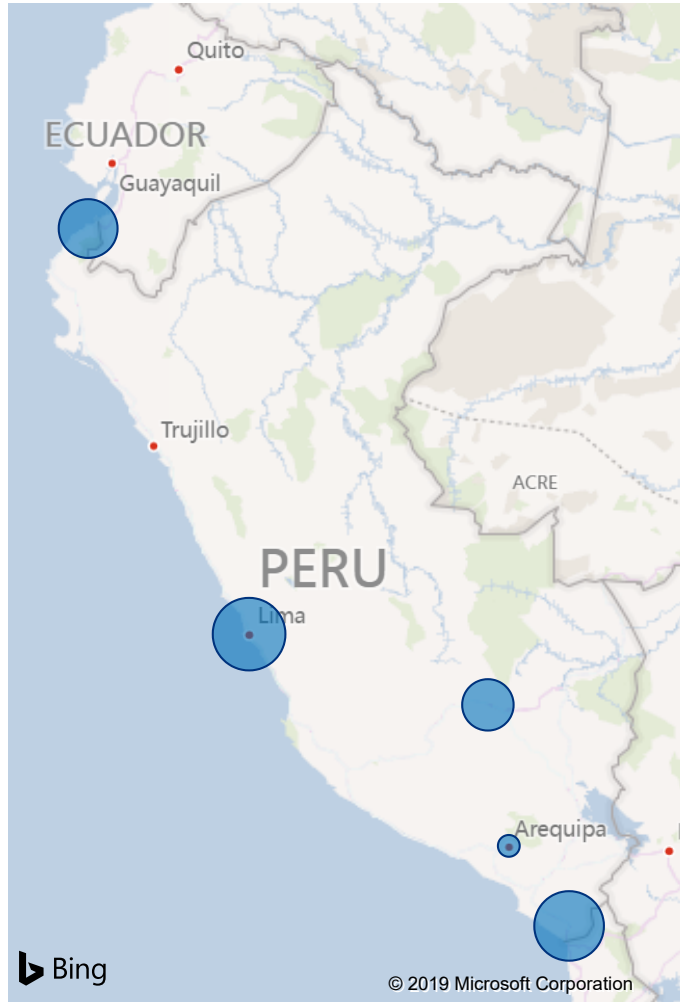 Quito
ECUADOR
Guayaquil
Trujillo
ACRE
PERU
Lima
Arequipa
Bing
© 2019 Microsoft Corporation